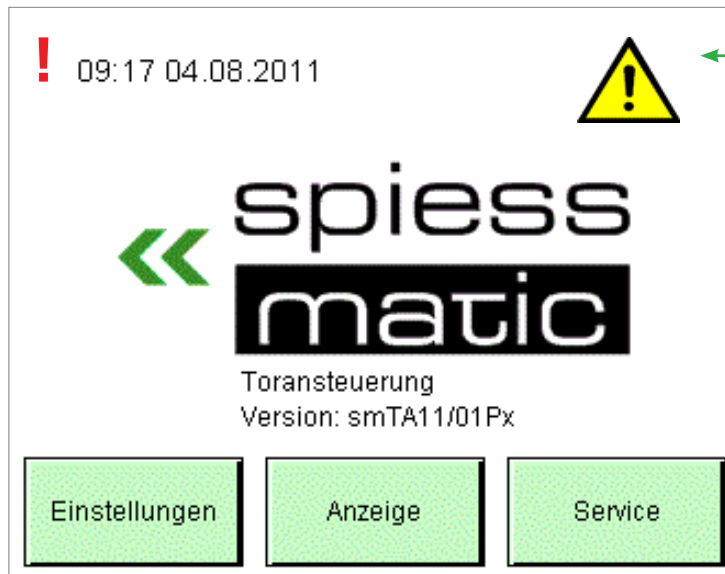 ! 09:17 04.08.2011
!
spiess
matic
Toransteuerung
Version: smTA11/01Px
Einstellungen Anzeige Service